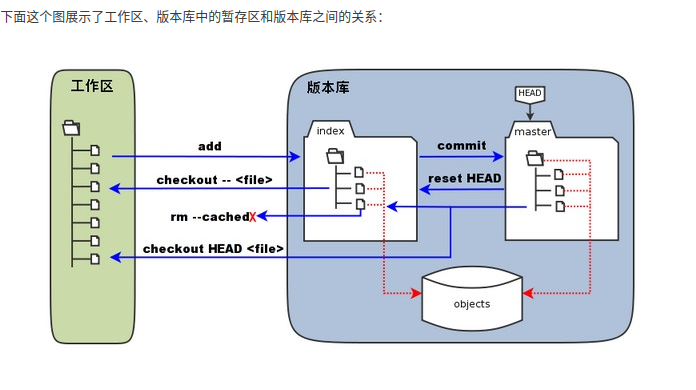 下面这个图展示了工作区、版本库中的暂存区和版本库之间的关系：
工作区
版本库
HEAD
index
master
add
commit
checkout -- <file>
reset HEAD
rm --cached
X
checkout HEAD <file>
objects